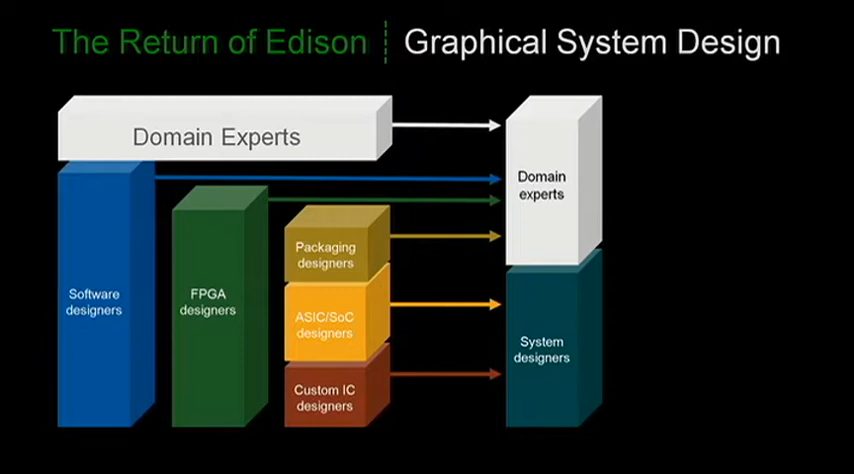 The Return of Edison Graphical System Design
Domain Experts
Domain
experts
Packaging
designers
Software
designers
FPGA
designers
ASIC/SoC
designers
System
designers
Custom IC
designers